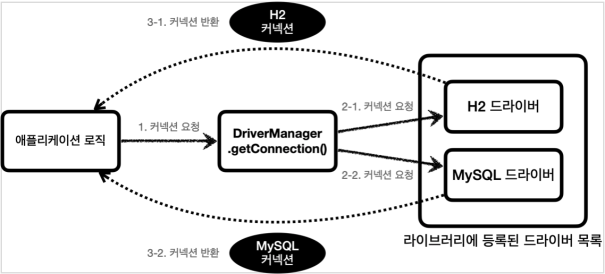 3-1. 커넥션 반환
H2
커넥션
애플리케이션 로직
1. 커넥션 요청
DriverManager
.getConnection()
2-1. 커넥션 요청
2-2. 커넥션 요청
H2 드라이버
MySQL 드라이버
라이브러리에 등록된 드라이버 목록
3-2. 커넥션 반환
MySQL
커넥션